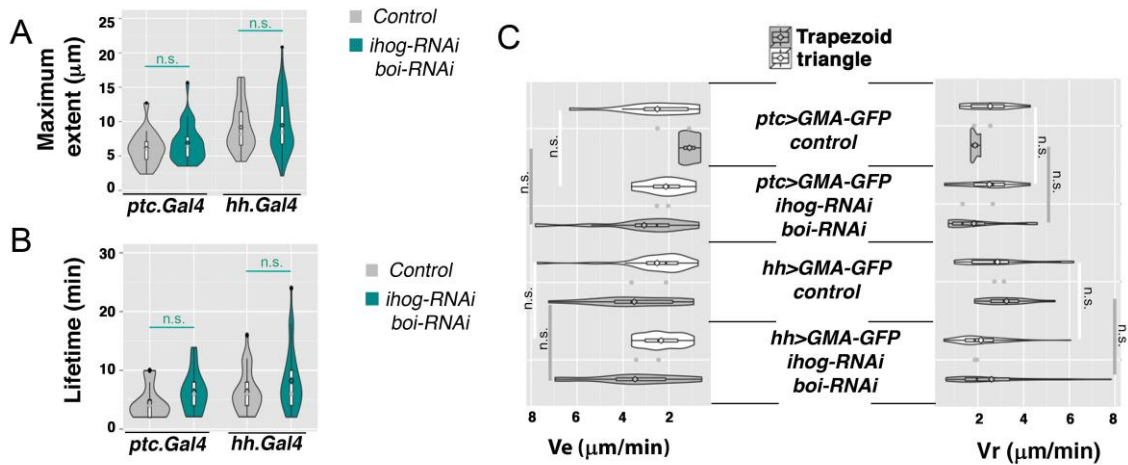 A
Maximum
extent (μm)
25
20
15
10
5
0
n.s.
n.s.
ptc.Gal4
hh.Gal4
Control
ihog-RNAi
boi-RNAi
B
Lifetime (min)
30
20
10
0
n.s.
n.s.
ptc.Gal4
hh.Gal4
Control
ihog-RNAi
boi-RNAi
C
Trapezoid
triangle
n.s.
n.s.
n.s.
n.s.
8
6
4
2
Ve (μm/min)
ptc>GMA-GFP
control
ptc>GMA-GFP
ihog-RNAi
boi-RNAi
hh>GMA-GFP
control
hh>GMA-GFP
ihog-RNAi
boi-RNAi
n.s.
n.s.
n.s.
n.s.
2
4
6
8
Vr (μm/min)